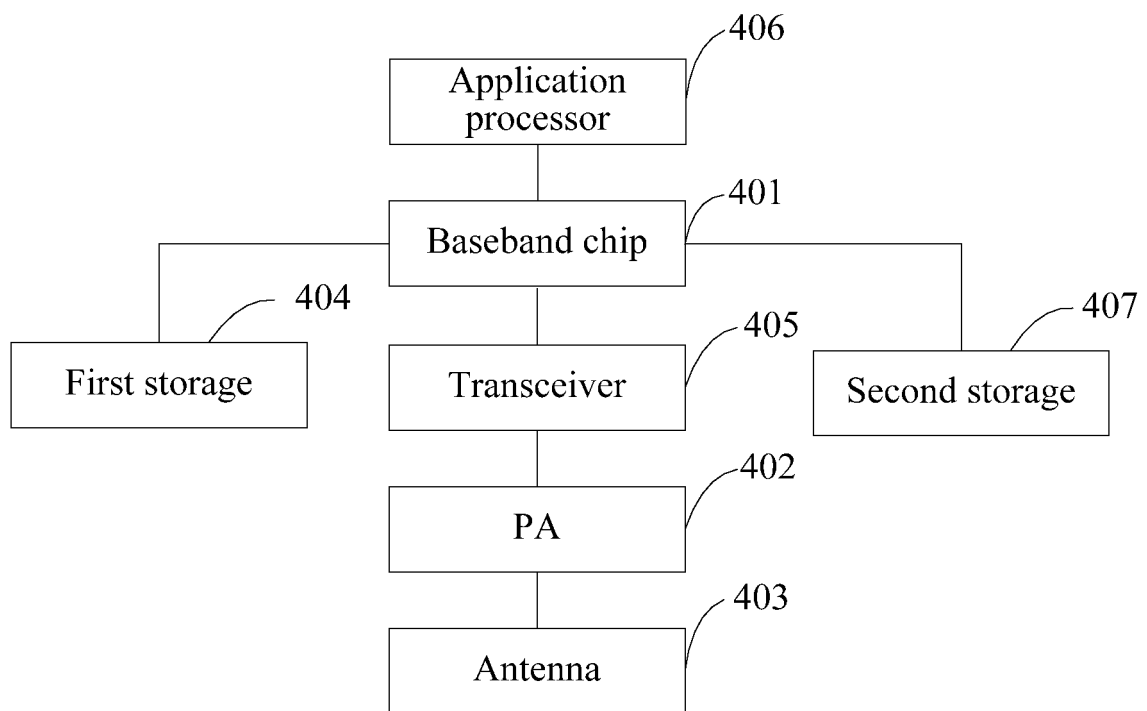 406
Application
processor
401
Baseband chip
404
405
407
First storage
Transceiver
Second storage
402
PA
403
Antenna